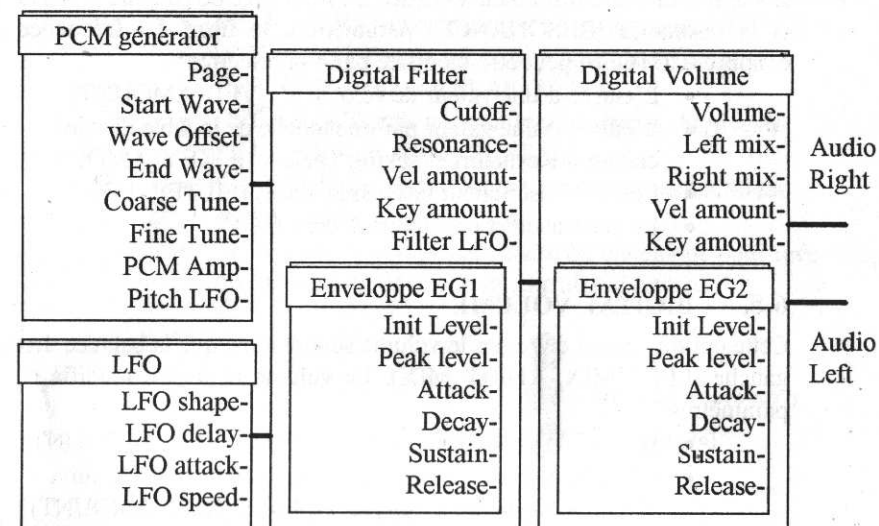 PCM générator
Page-
Start Wave-
Wave Offset-
End Wave-
Coarse Tune-
Fine Tune-
PCM Amp-
Pitch LFO-
LFO
LFO shape-
LFO delay-
LFO attack-
LFO speed-
Digital Filter
Cutoff-
Resonance-
Vel amount-
Key amount-
Filter LFO-
Enveloppe EG1
Init Level-
Peak level-
Attack-
Decay-
Sustain-
Release-
Digital Volume
Volume-
Left mix-
Right mix-
Vel amount-
Key amount-
Enveloppe EG2
Init Level-
Peak level-
Attack-
Decay-
Sustain-
Release-
Audio
Right
Audio
Left